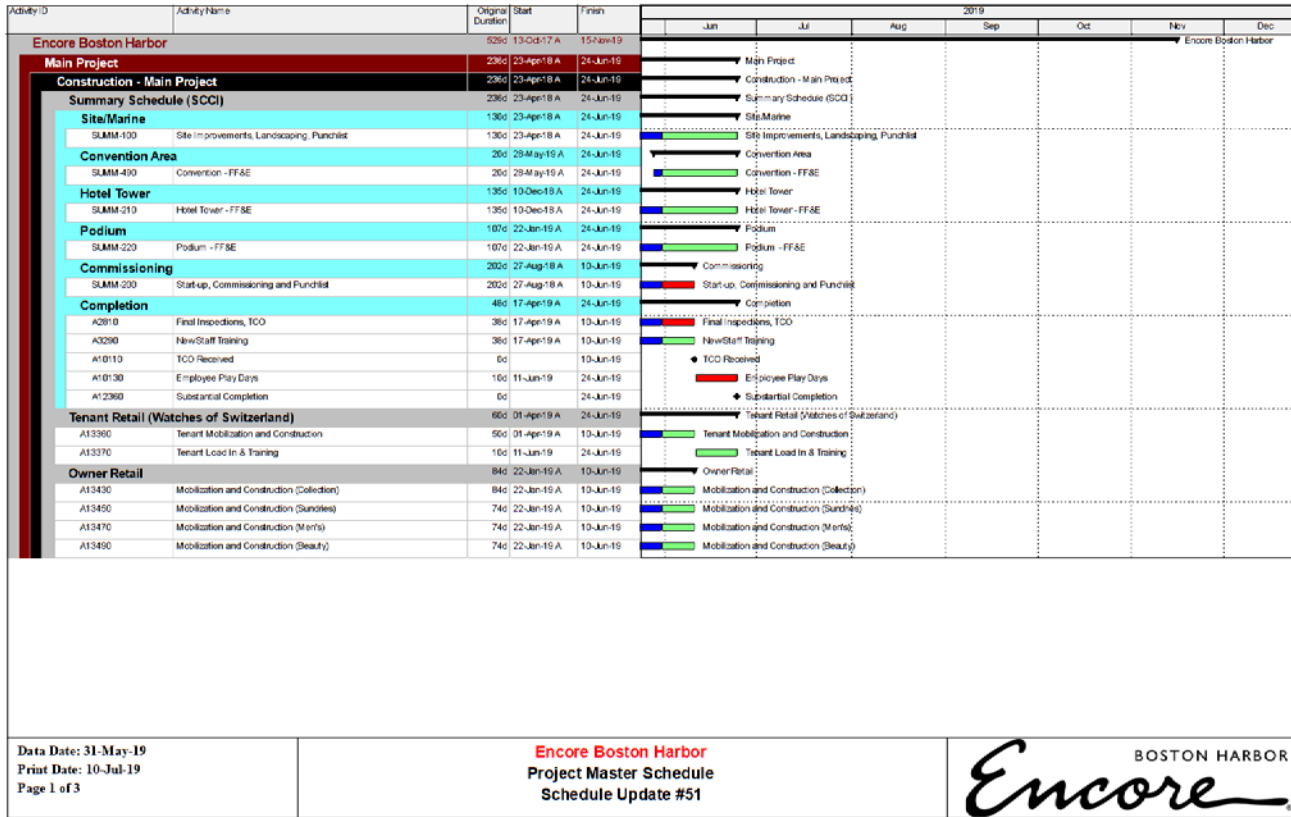 Activity ID Activity Name Original Duration Start Finish 2019
Jun Jul Aug Sep Oct Nov Dec
Encore Boston Harbor 529d 13-Oct-17 A 15-Nov-19 Encore Boston Harbor
Main Project 236d 23-Apr-18 A 24-Jun-19 Main Project
Construction - Main Project 236d 23-Apr-18 A 24-Jun-19 Construction - Main Project
Summary Schedule (SCCI) 236d 23-Apr-18 A 24-Jun-19 Summary Schedule (SCCI)
Site/Marine 130d 23-Apr-18 A 24-Jun-19 Site/Marine
SUMM-100 Site Improvements, Landscaping, Punchlist 130d 23-Apr-18 A 24-Jun-19 Site Improvements, Landscaping, Punchlist
Convention Area 20d 28-May-19 A 24-Jun-19 Convention Area
SUMM-490 Convention - FF&E 20d 28-May-19 A 24-Jun-19 Convention - FF&E
Hotel Tower 135d 10-Dec-18 A 24-Jun-19 Hotel Tower
SUMM-210 Hotel Tower - FF&E 135d 10-Dec-18 A 24-Jun-19 Hotel Tower - FF&E
Podium 107d 22-Jan-19 A 24-Jun-19 Podium
SUMM-220 Podium - FF&E 107d 22-Jan-19 A 24-Jun-19 Podium - FF&E
Commissioning 202d 27-Aug-18 A 10-Jun-19 Commissioning
SUMM-200 Start-up, Commissioning and Punchlist 202d 27-Aug-18 A 10-Jun-19 Start-up, Commissioning and Punchlist
Completion 48d 17-Apr-19 A 24-Jun-19 Completion
A2810 Final Inspections, TCO 38d 17-Apr-19 A 10-Jun-19 Final Inspections, TCO
A3290 New Staff Training 38d 17-Apr-19 A 10-Jun-19 New Staff Training
A10110 TCO Received 0d 10-Jun-19 TCO Received
A10130 Employee Play Days 10d 11-Jun-19 24-Jun-19 Employee Play Days
A12360 Substantial Completion 0d 24-Jun-19 Substantial Completion
Tenant Retail (Watches of Switzerland) 60d 01-Apr-19 A 24-Jun-19 Tenant Retail (Watches of Switzerland)
A13360 Tenant Mobilization and Construction 50d 01-Apr-19 A 10-Jun-19 Tenant Mobilization and Construction
A13370 Tenant Load In & Training 10d 11-Jun-19 24-Jun-19 Tenant Load In & Training
Owner Retail 84d 22-Jan-19 A 10-Jun-19 Owner Retail
A13430 Mobilization and Construction (Collection) 84d 22-Jan-19 A 10-Jun-19 Mobilization and Construction (Collection)
A13450 Mobilization and Construction (Sundries) 74d 22-Jan-19 A 10-Jun-19 Mobilization and Construction (Sundries)
A13470 Mobilization and Construction (Men's) 74d 22-Jan-19 A 10-Jun-19 Mobilization and Construction (Men's)
A13490 Mobilization and Construction (Beauty) 74d 22-Jan-19 A 10-Jun-19 Mobilization and Construction (Beauty)
Data Date: 31-May-19
Print Date: 10-Jul-19
Page 1 of 3
Encore Boston Harbor
Project Master Schedule
Schedule Update #51
BOSTON HARBOR
Encore